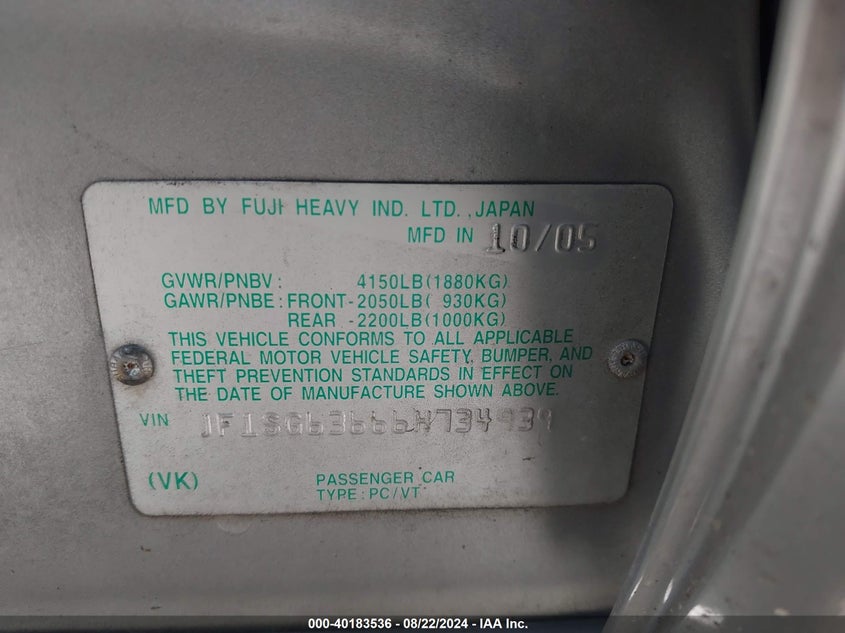 MFD BY FUJI HEAVY IND. LTD. JAPAN
MFD IN 10/05
GVWR/PNBV: 4150LB(1880KG)
GAWR/PNBE: FRONT-2050LB( 930KG)
REAR -2200LB(1000KG)
THIS VEHICLE CONFORMS TO ALL APPLICABLE
FEDERAL MOTOR VEHICLE SAFETY, BUMPER, AND
THEFT PREVENTION STANDARDS IN EFFECT ON
THE DATE OF MANUFACTURE SHOWN ABOVE.
VIN JF1SG63666H734939
(VK) PASSENGER CAR
TYPE: PC/VT
000-40183536 - 08/22/2024 - IAA Inc.